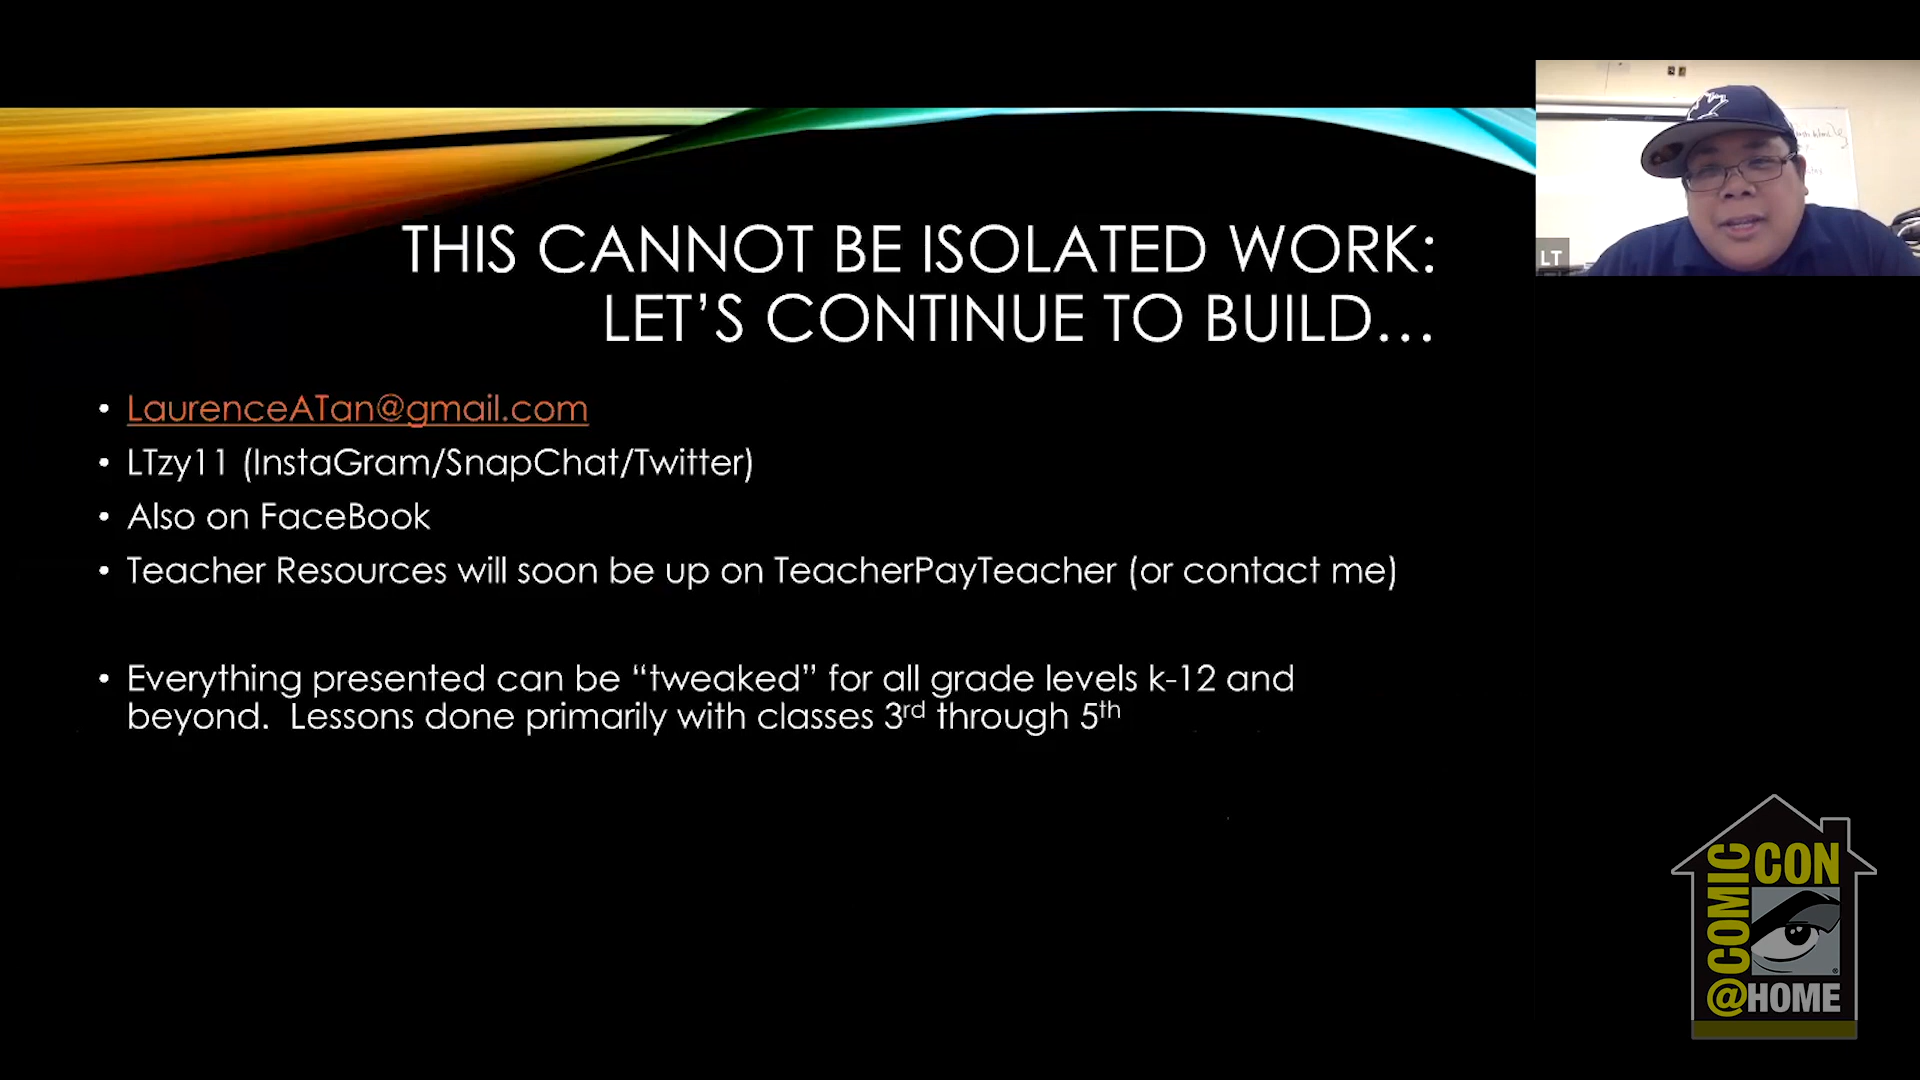 THIS CANNOT BE ISOLATED WORK:
LET’S CONTINUE TO BUILD…
• LaurenceATan@gmail.com
• LTzy11 (InstaGram/SnapChat/Twitter)
• Also on FaceBook
• Teacher Resources will soon be up on TeacherPayTeacher (or contact me)
• Everything presented can be “tweaked” for all grade levels k-12 and
beyond.  Lessons done primarily with classes 3rd through 5th
LT
COMIC
CON
@HOME